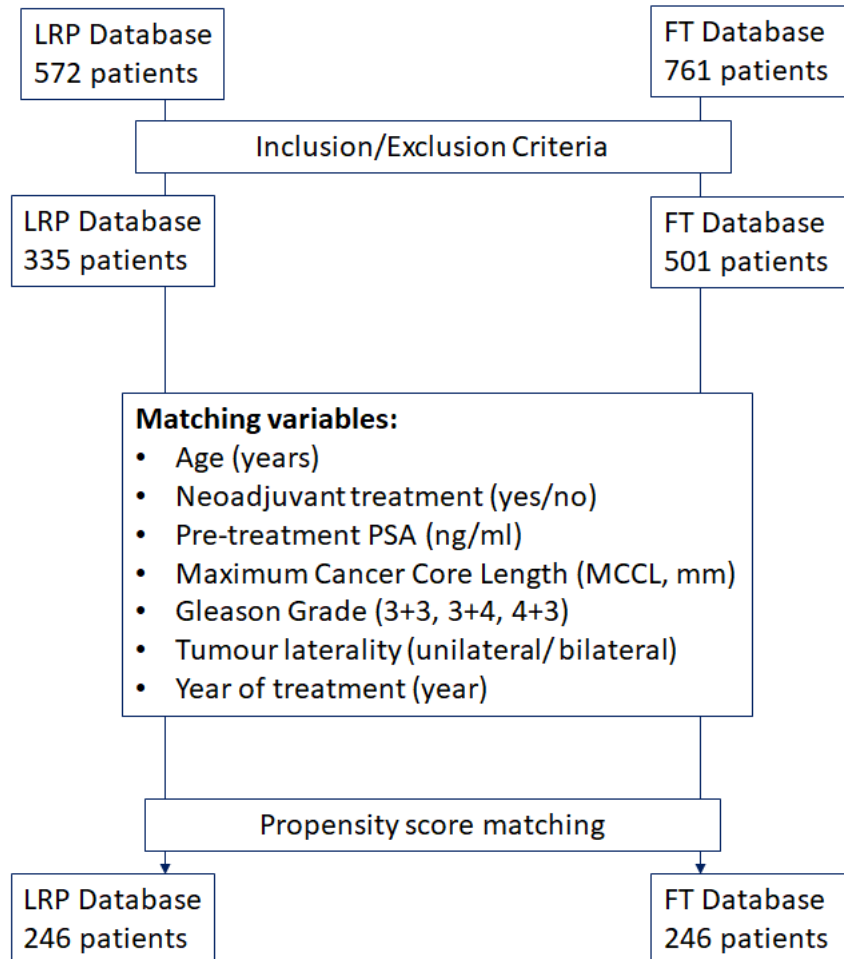 LRP Database
572 patients
FT Database
761 patients
Inclusion/Exclusion Criteria
LRP Database
335 patients
FT Database
501 patients
Matching variables:
• Age (years)
• Neoadjuvant treatment (yes/no)
• Pre-treatment PSA (ng/ml)
• Maximum Cancer Core Length (MCCL, mm)
• Gleason Grade (3+3, 3+4, 4+3)
• Tumour laterality (unilateral/ bilateral)
• Year of treatment (year)
Propensity score matching
LRP Database
246 patients
FT Database
246 patients